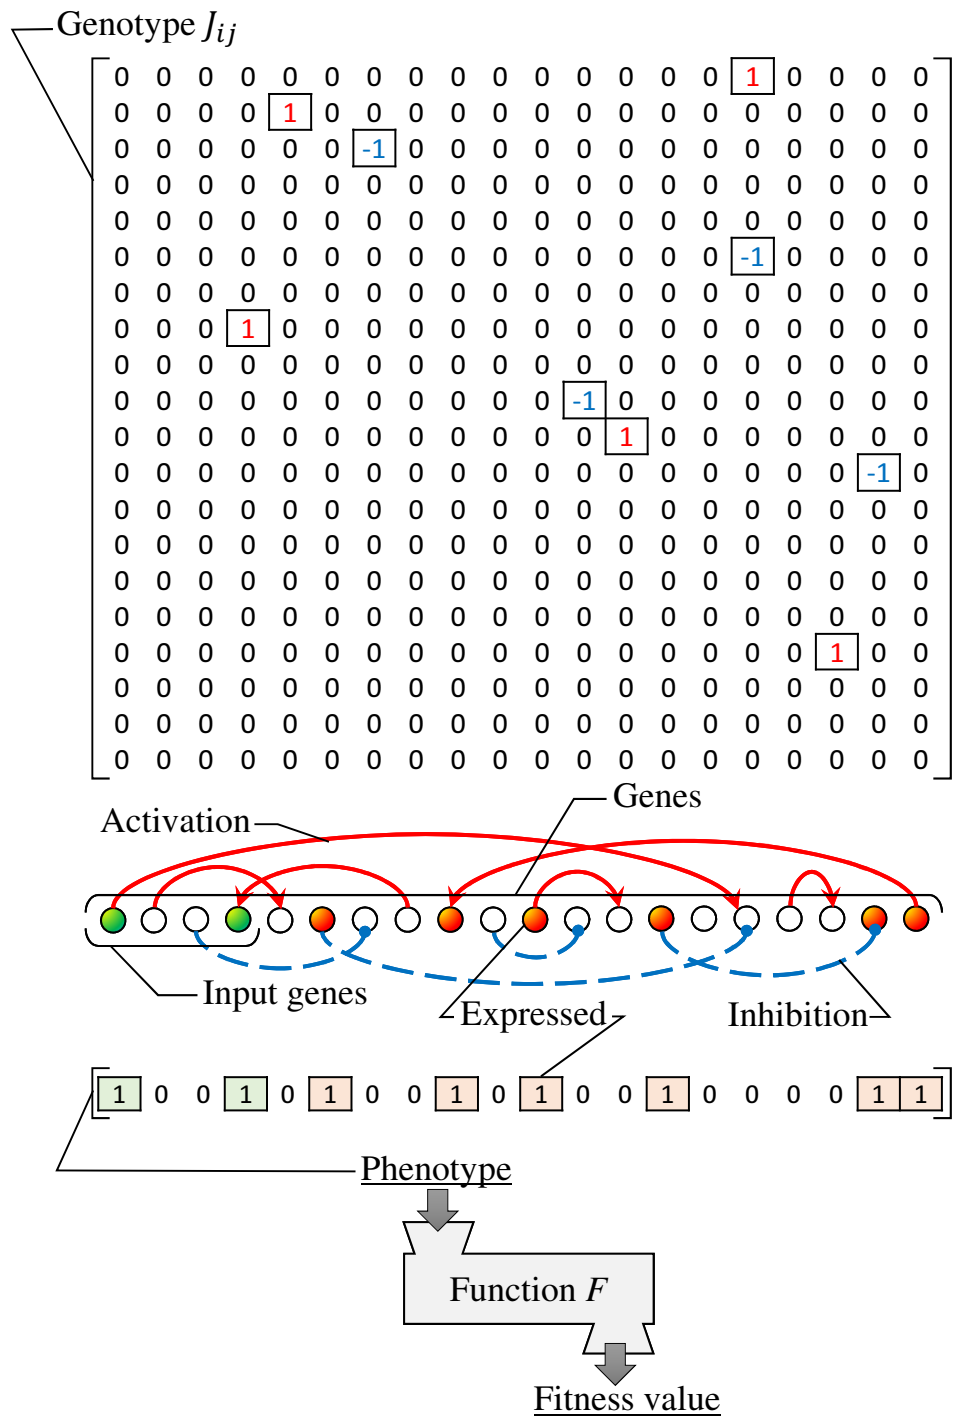 Genotype J_ij
0 0 0 0 0 0 0 0 0 0 0 0 0 0 0 1 0 0 0 0
0 0 0 0 1 0 0 0 0 0 0 0 0 0 0 0 0 0 0 0
0 0 0 0 0 0 -1 0 0 0 0 0 0 0 0 0 0 0 0 0
0 0 0 0 0 0 0 0 0 0 0 0 0 0 0 0 0 0 0 0
0 0 0 0 0 0 0 0 0 0 0 0 0 0 0 0 0 0 0 0
0 0 0 0 0 0 0 0 0 0 0 0 0 0 0 -1 0 0 0 0
0 0 0 0 0 0 0 0 0 0 0 0 0 0 0 0 0 0 0 0
0 0 0 1 0 0 0 0 0 0 0 0 0 0 0 0 0 0 0 0
0 0 0 0 0 0 0 0 0 0 0 0 0 0 0 0 0 0 0 0
0 0 0 0 0 0 0 0 0 0 0 -1 0 0 0 0 0 0 0 0
0 0 0 0 0 0 0 0 0 0 0 0 1 0 0 0 0 0 0 0
0 0 0 0 0 0 0 0 0 0 0 0 0 0 0 0 0 0 -1 0
0 0 0 0 0 0 0 0 0 0 0 0 0 0 0 0 0 0 0 0
0 0 0 0 0 0 0 0 0 0 0 0 0 0 0 0 0 0 0 0
0 0 0 0 0 0 0 0 0 0 0 0 0 0 0 0 0 0 0 0
0 0 0 0 0 0 0 0 0 0 0 0 0 0 0 0 0 0 0 0
0 0 0 0 0 0 0 0 0 0 0 0 0 0 0 0 0 1 0 0
0 0 0 0 0 0 0 0 0 0 0 0 0 0 0 0 0 0 0 0
0 0 0 0 0 0 0 0 0 0 0 0 0 0 0 0 0 0 0 0
0 0 0 0 0 0 0 0 0 0 0 0 0 0 0 0 0 0 0 0
Genes
Activation
Input genes
Expressed
Inhibition
1 0 0 1 0 1 0 0 1 0 1 0 0 1 0 0 0 0 1 1
Phenotype
Function F
Fitness value